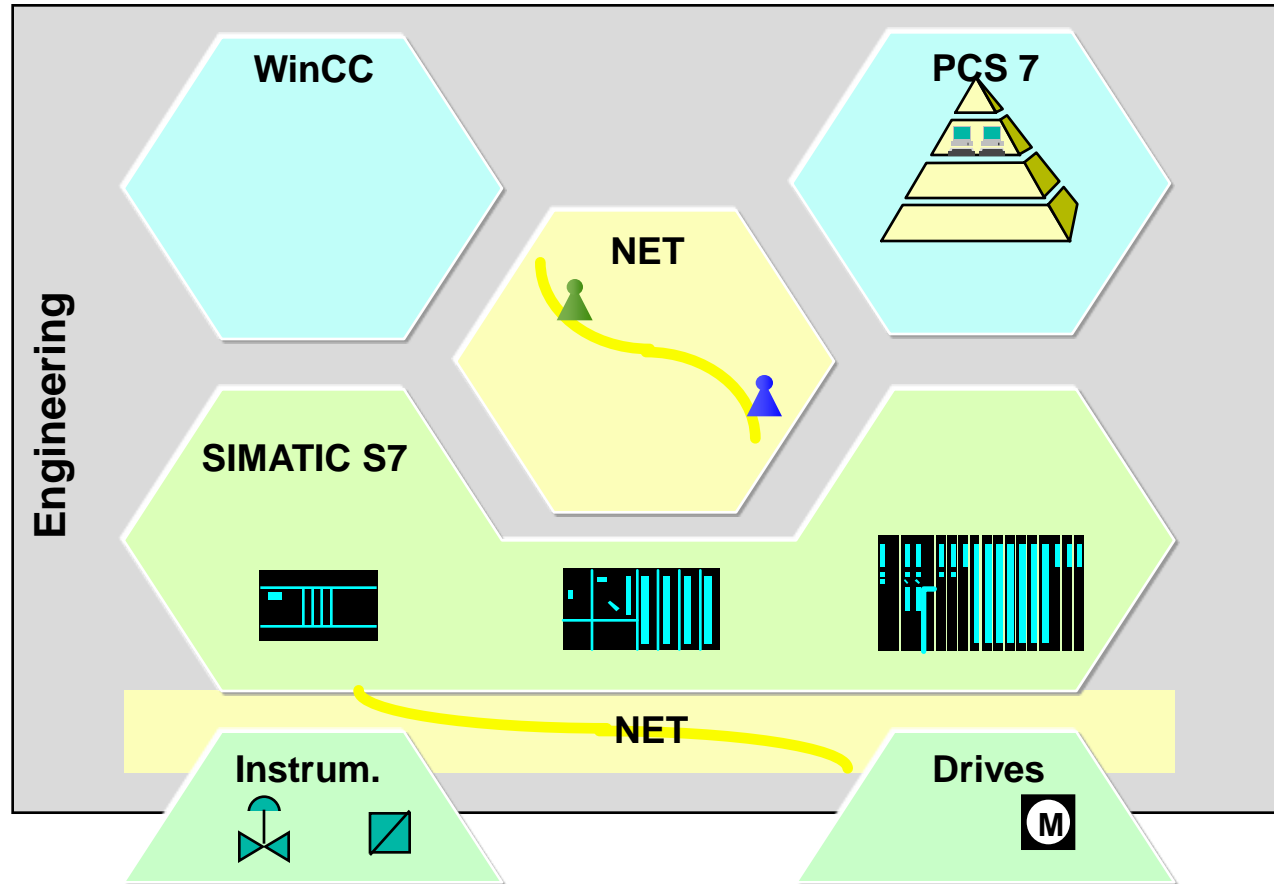 WinCC
PCS 7
NET
Engineering
SIMATIC S7
NET
Instrum.
Drives
M